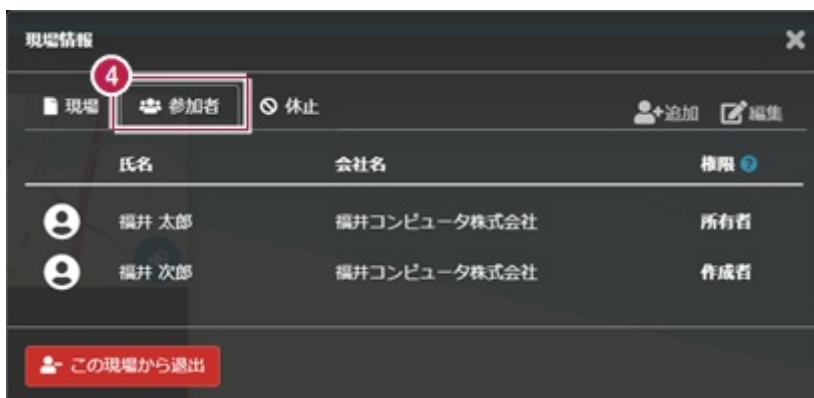 現場情報
4
現場 参加者 休止 追加 編集
氏名 会社名 権限
福井 太郎 福井コンピュータ株式会社 所有者
福井 次郎 福井コンピュータ株式会社 作成者
この現場から退出